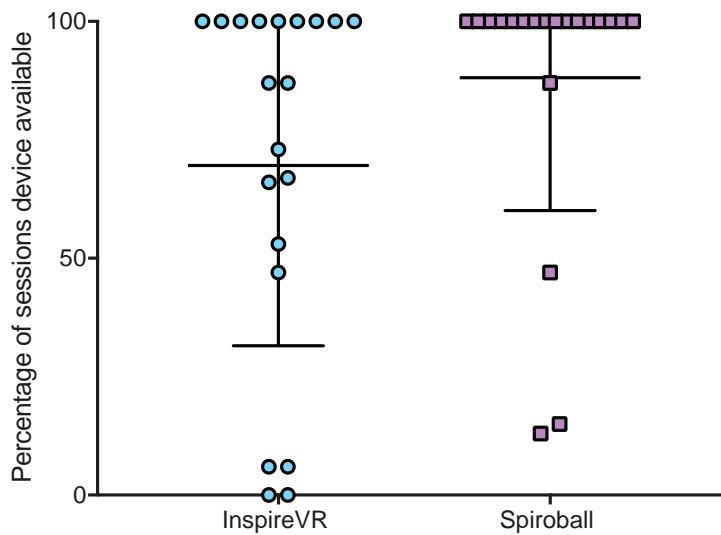 Percentage of sessions device available
100
50
0
InspireVR
Spiroball